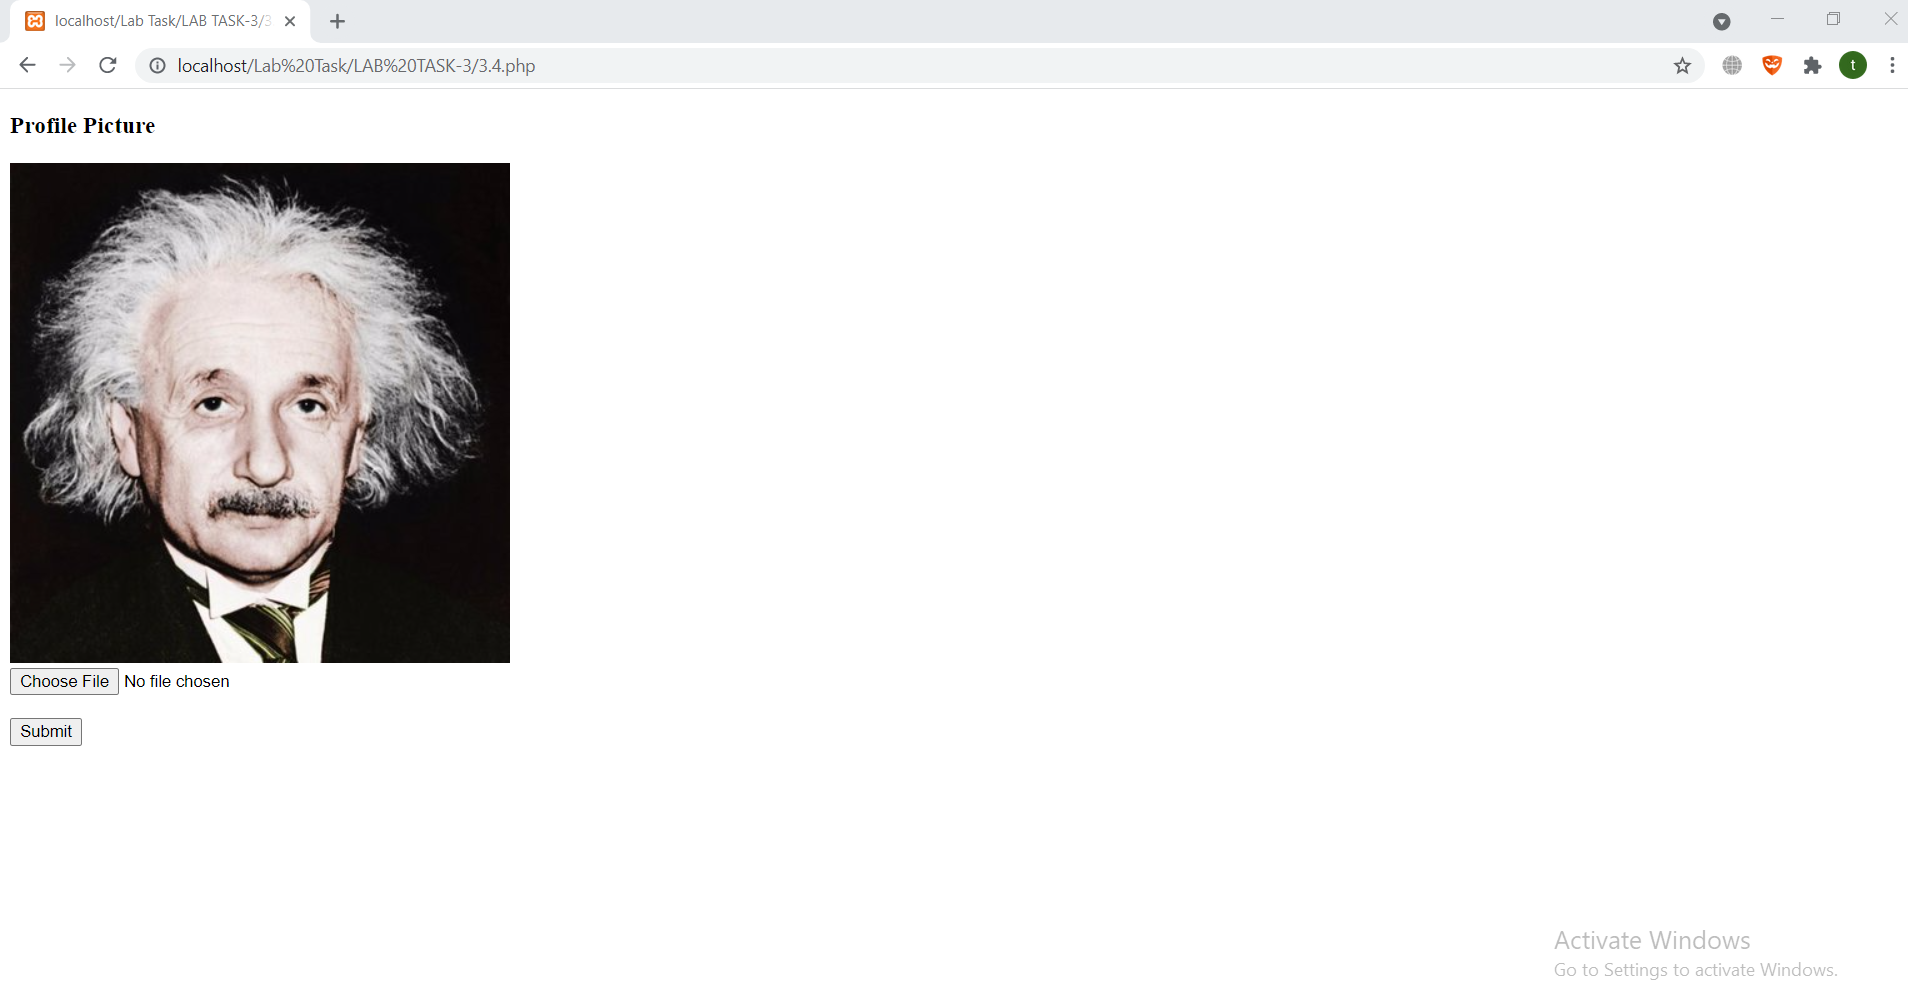 localhost/Lab Task/LAB TASK-3/3
localhost/Lab%20Task/LAB%20TASK-3/3.4.php
t
Profile Picture
Choose File No file chosen
Submit
Activate Windows
Go to Settings to activate Windows.